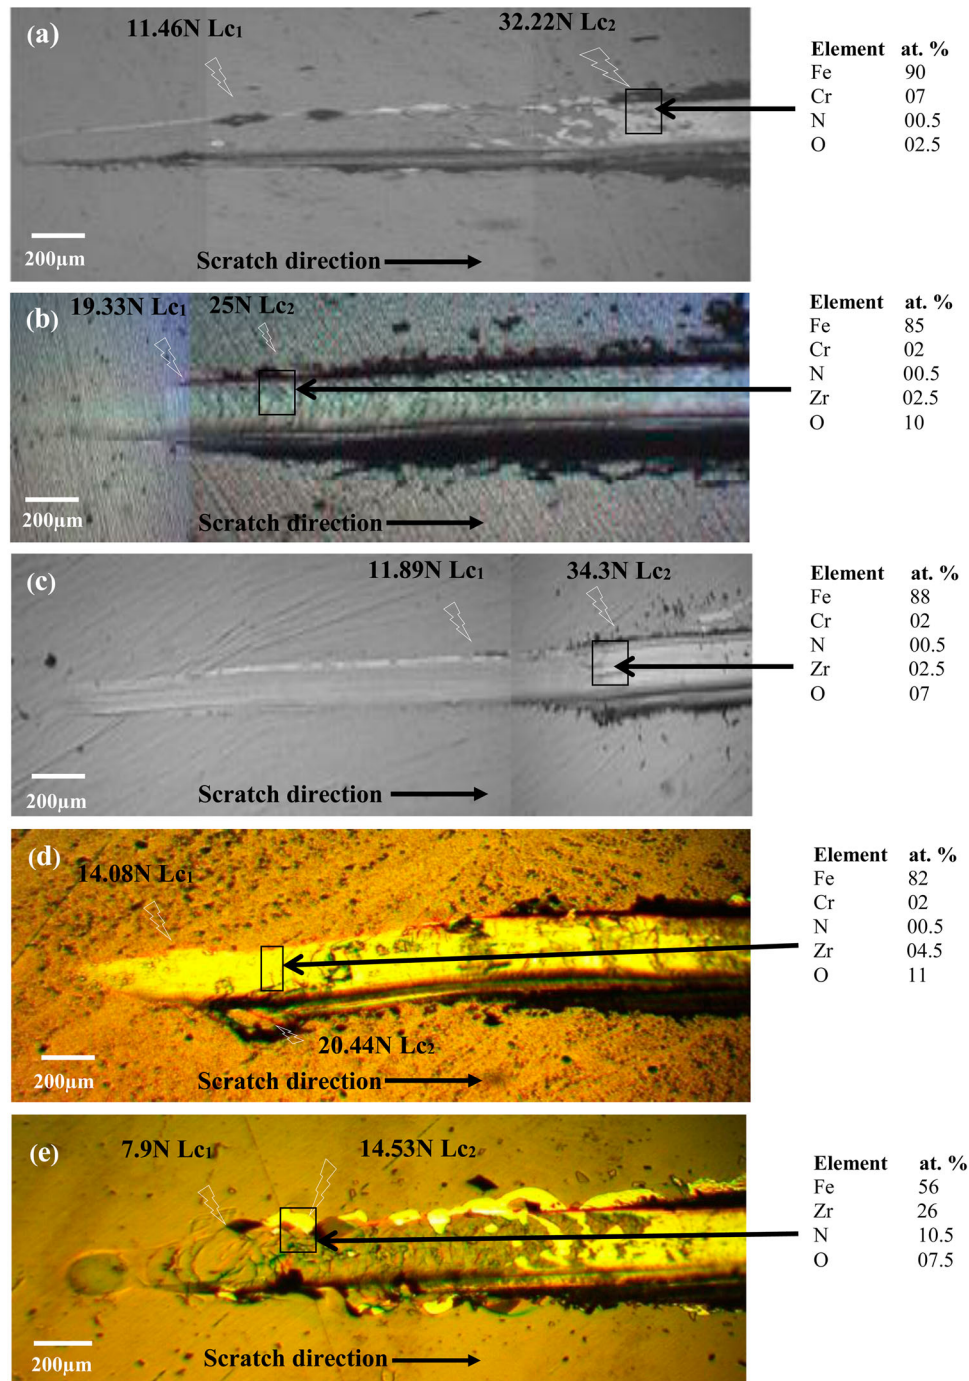 (a)
11.46N Lc₁
32.22N Lc₂
200µm
Scratch direction
Element at. %
Fe 90
Cr 07
N 00.5
O 02.5
(b)
19.33N Lc₁
25N Lc₂
200µm
Scratch direction
Element at. %
Fe 85
Cr 02
N 00.5
Zr 02.5
O 10
(c)
11.89N Lc₁
34.3N Lc₂
200µm
Scratch direction
Element at. %
Fe 88
Cr 02
N 00.5
Zr 02.5
O 07
(d)
14.08N Lc₁
20.44N Lc₂
200µm
Scratch direction
Element at. %
Fe 82
Cr 02
N 00.5
Zr 04.5
O 11
(e)
7.9N Lc₁
14.53N Lc₂
200µm
Scratch direction
Element at. %
Fe 56
Zr 26
N 10.5
O 07.5